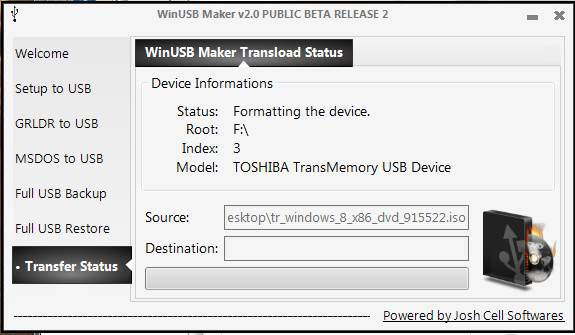 WinUSB Maker v2.0 PUBLIC BETA RELEASE 2
Welcome
Setup to USB
GRLDR to USB
MSDOS to USB
Full USB Backup
Full USB Restore
• Transfer Status
WinUSB Maker Transload Status
Device Informations
Status: Formatting the device.
Root: F:\
Index: 3
Model: TOSHIBA TransMemory USB Device
Source: esktop\tr_windows_8_x86_dvd_915522.iso
Destination:
Powered by Josh Cell Softwares